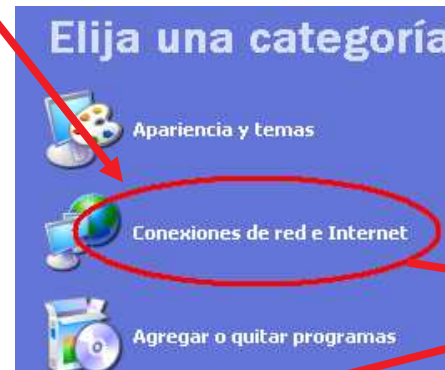 Elija una categoría
Apariencia y temas
Conexiones de red e Internet
Agregar o quitar programas